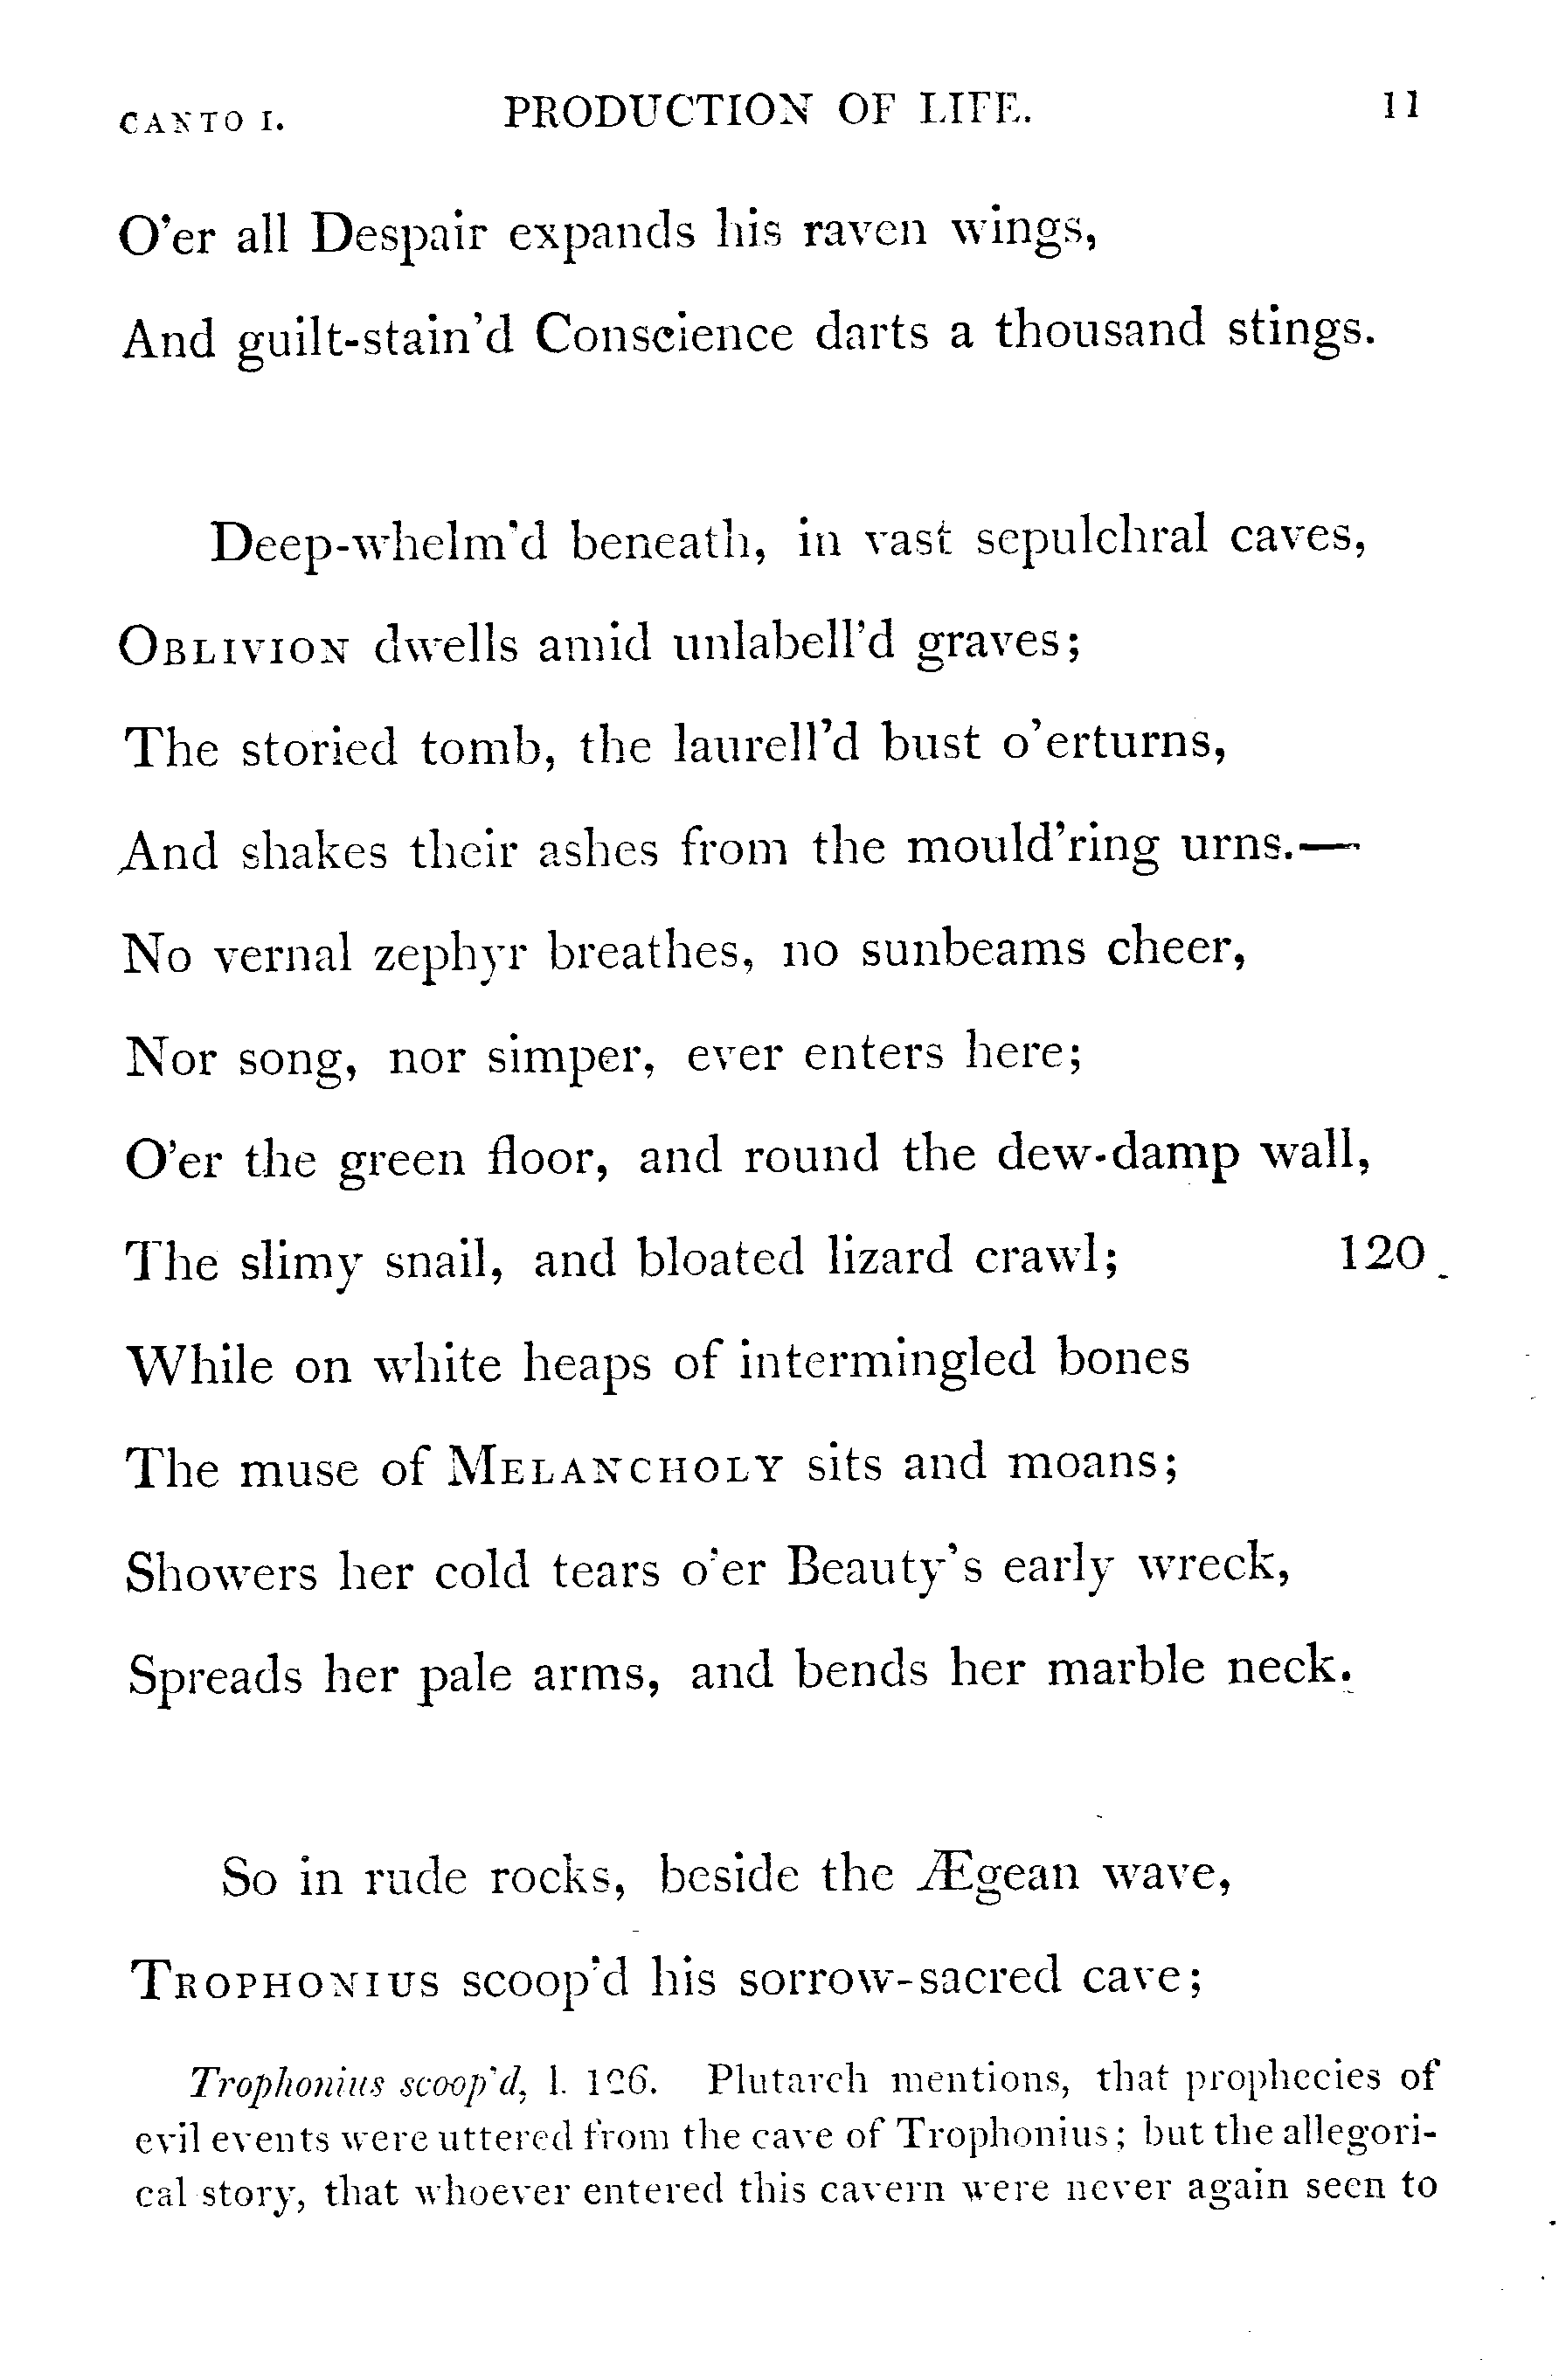 CANTO I. PRODUCTION OF LIFE. 11
O'er all Despair expands his raven wings,
And guilt-stain'd Conscience darts a thousand stings.
Deep-whelm'd beneath, in vast sepulchral caves,
OBLIVION dwells amid unlabell'd graves;
The storied tomb, the laurell'd bust o'erturns,
And shakes their ashes from the mould'ring urns.—
No vernal zephyr breathes, no sunbeams cheer,
Nor song, nor simper, ever enters here;
O'er the green floor, and round the dew-damp wall,
The slimy snail, and bloated lizard crawl; 120
While on white heaps of intermingled bones
The muse of MELANCHOLY sits and moans;
Showers her cold tears o'er Beauty's early wreck,
Spreads her pale arms, and bends her marble neck.
So in rude rocks, beside the Ægean wave,
TROPHONIUS scoop'd his sorrow-sacred cave;
Trophonius scoop'd, l. 126. Plutarch mentions, that prophecies of
evil events were uttered from the cave of Trophonius; but the allegori-
cal story, that whoever entered this cavern were never again seen to